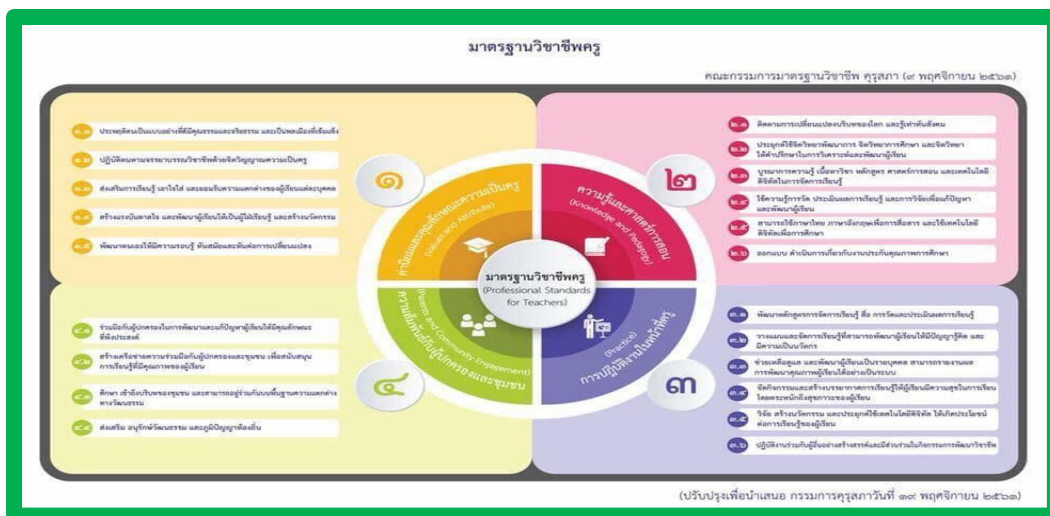 มาตรฐานวิชาชีพครู
คณะกรรมการมาตรฐานวิชาชีพ คุรุสภา (๙ พฤศจิกายน ๒๕๖๑)
๑
ค่านิยมและคุณลักษณะความเป็นครู
(Values and Attribute)
๑.๑ ประพฤติตนเป็นแบบอย่างที่ดีมีคุณธรรมและจริยธรรม และเป็นพลเมืองที่เข้มแข็ง
๑.๒ ปฏิบัติตนตามจรรยาบรรณวิชาชีพด้วยจิตวิญญาณความเป็นครู
๑.๓ ส่งเสริมการเรียนรู้ เอาใจใส่ และยอมรับความแตกต่างของผู้เรียนแต่ละบุคคล
๑.๔ สร้างแรงบันดาลใจ และพัฒนาผู้เรียนให้เป็นผู้ใฝ่เรียนรู้ และสร้างนวัตกรรม
๑.๕ พัฒนาตนเองให้มีความรอบรู้ ทันสมัยและทันต่อการเปลี่ยนแปลง
๒
ความรู้และศาสตร์การสอน
(Knowledge and Pedagogy)
๒.๑ ติดตามการเปลี่ยนแปลงบริบทของโลก และรู้เท่าทันสังคม
๒.๒ ประยุกต์ใช้จิตวิทยาพัฒนาการ จิตวิทยาการศึกษา และจิตวิทยา
ให้คำปรึกษาในการวิเคราะห์และพัฒนาผู้เรียน
๒.๓ บูรณาการความรู้ เนื้อหาวิชา หลักสูตร ศาสตร์การสอน และเทคโนโลยี
ดิจิทัลในการจัดการเรียนรู้
๒.๔ ใช้ความรู้การวัด ประเมินผลการเรียนรู้ และการวิจัยเพื่อแก้ปัญหา
และพัฒนาผู้เรียน
๒.๕ สามารถใช้ภาษาไทย ภาษาอังกฤษเพื่อการสื่อสาร และใช้เทคโนโลยี
ดิจิทัลเพื่อการศึกษา
๒.๖ ออกแบบ ดำเนินการเกี่ยวกับงานประกันคุณภาพการศึกษา
มาตรฐานวิชาชีพครู
(Professional Standards
for Teachers)
๔
ความสัมพันธ์กับผู้ปกครองและชุมชน
(Parents and Community Engagement)
๔.๑ ร่วมมือกับผู้ปกครองในการพัฒนาและแก้ปัญหาผู้เรียนให้มีคุณลักษณะ
ที่พึงประสงค์
๔.๒ สร้างเครือข่ายความร่วมมือกับผู้ปกครองและชุมชน เพื่อสนับสนุน
การเรียนรู้ที่มีคุณภาพของผู้เรียน
๔.๓ ศึกษา เข้าถึงบริบทของชุมชน และสามารถอยู่ร่วมกันบนพื้นฐานความแตกต่าง
ทางวัฒนธรรม
๔.๔ ส่งเสริม อนุรักษ์วัฒนธรรม และภูมิปัญญาท้องถิ่น
๓
การปฏิบัติงานในหน้าที่ครู
(Practice)
๓.๑ พัฒนาหลักสูตรการจัดการเรียนรู้ สื่อ การวัดและประเมินผลการเรียนรู้
๓.๒ วางแผนและจัดการเรียนรู้ที่สามารถพัฒนาผู้เรียนให้มีปัญญารู้คิด และ
มีความเป็นนวัตกร
๓.๓ ช่วยเหลือดูแล และพัฒนาผู้เรียนเป็นรายบุคคล สามารถรายงานผล
การพัฒนาคุณภาพผู้เรียนได้อย่างเป็นระบบ
๓.๔ จัดกิจกรรมและสร้างบรรยากาศการเรียนรู้ให้ผู้เรียนมีความสุขในการเรียน
โดยตระหนักถึงสุขภาวะของผู้เรียน
๓.๕ วิจัย สร้างนวัตกรรม และประยุกต์ใช้เทคโนโลยีดิจิทัล ให้เกิดประโยชน์
ต่อการเรียนรู้ของผู้เรียน
๓.๖ ปฏิบัติงานร่วมกับผู้อื่นอย่างสร้างสรรค์และมีส่วนร่วมในกิจกรรมการพัฒนาวิชาชีพ
(ปรับปรุงเพื่อนำเสนอ กรรมการคุรุสภาวันที่ ๑๙ พฤศจิกายน ๒๕๖๑)